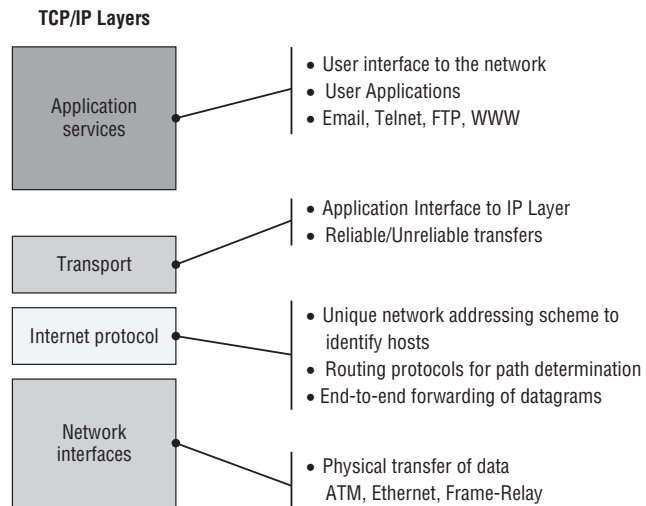 TCP/IP Layers
Application
services
• User interface to the network
• User Applications
• Email, Telnet, FTP, WWW
Transport
• Application Interface to IP Layer
• Reliable/Unreliable transfers
Internet protocol
• Unique network addressing scheme to
identify hosts
• Routing protocols for path determination
• End-to-end forwarding of datagrams
Network
interfaces
• Physical transfer of data
ATM, Ethernet, Frame-Relay